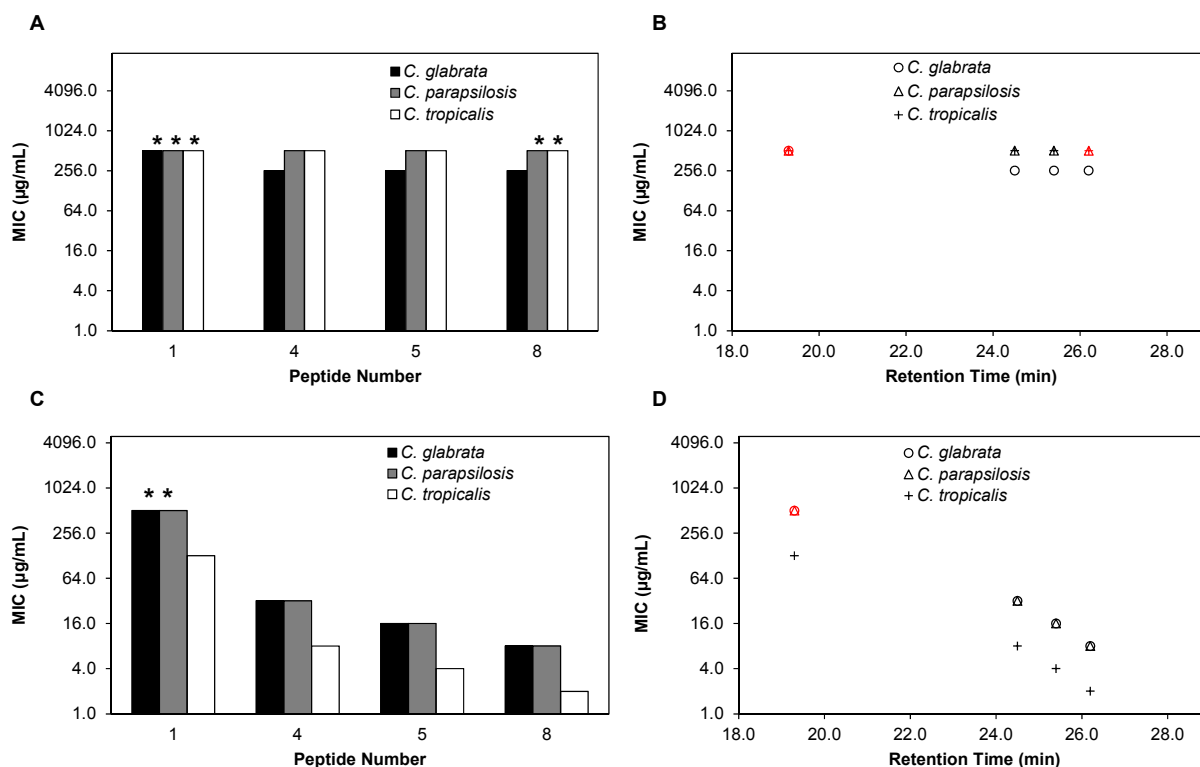 A
C. glabrata
C. parapsilosis
C. tropicalis
4096.0
1024.0
256.0
64.0
16.0
4.0
1.0
MIC (µg/mL)
* * * * *
1 4 5 8
Peptide Number
B
C. glabrata
C. parapsilosis
C. tropicalis
4096.0
1024.0
256.0
64.0
16.0
4.0
1.0
MIC (µg/mL)
18.0 20.0 22.0 24.0 26.0 28.0
Retention Time (min)
C
C. glabrata
C. parapsilosis
C. tropicalis
4096.0
1024.0
256.0
64.0
16.0
4.0
1.0
MIC (µg/mL)
* *
1 4 5 8
Peptide Number
D
C. glabrata
C. parapsilosis
C. tropicalis
4096.0
1024.0
256.0
64.0
16.0
4.0
1.0
MIC (µg/mL)
18.0 20.0 22.0 24.0 26.0 28.0
Retention Time (min)